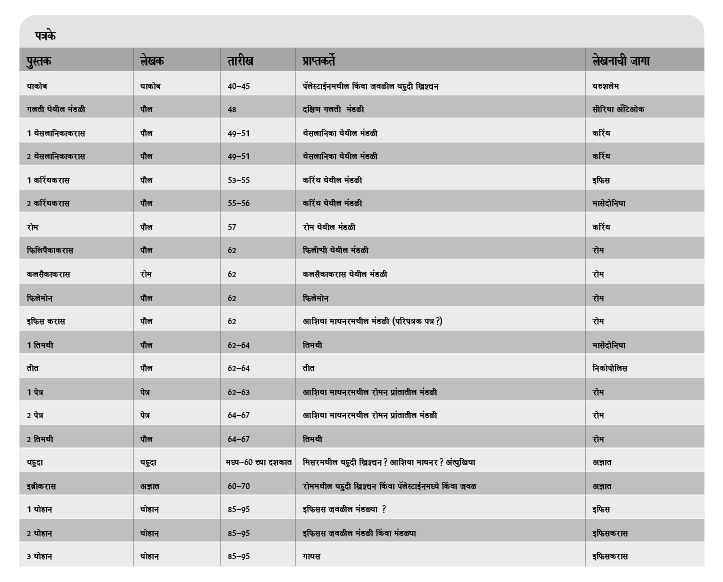 पत्रके
पुस्तक लेखक तारीख प्राप्तकर्ते लेखनाची जागा
याकोब याकोब 40–45 पॅलेस्टाईनमधील किंवा जवळील यहुदी ख्रिश्चन यरुशलेम
गलती येथील मंडळी पौल 48 दक्षिण गलती मंडळी सीरिया अँटिओक
1 थेसलानिकाकरास पौल 49–51 थेसलानिका येथील मंडळी करिंथ
2 थेसलानिकाकरास पौल 49–51 थेसलानिका येथील मंडळी करिंथ
1 करिंथकरास पौल 53–55 करिंथ येथील मंडळी इफिस
2 करिंथकरास पौल 55–56 करिंथ येथील मंडळी मासेदोनिया
रोम पौल 57 रोम येथील मंडळी करिंथ
फिलिपैकाकरास पौल 62 फिलीप्पी येथील मंडळी रोम
कलसैकाकरास रोम 62 कलसैकाकरास येथील मंडळी रोम
फिलेमोन पौल 62 फिलेमोन रोम
इफिस करास पौल 62 आशिया मायनरमधील मंडळी (परिपत्रक पत्र ?) रोम
1 तिमथी पौल 62–64 तिमथी मासेदोनिया
तीत पौल 62–64 तीत निकोपोलिस
1 पेत्र पेत्र 62–63 आशिया मायनरमधील रोमन प्रांतातील मंडळी रोम
2 पेत्र पेत्र 64–67 आशिया मायनरमधील रोमन प्रांतातील मंडळी रोम
2 तिमथी पौल 64–67 तिमथी रोम
यहुदा यहुदा मध्य–60 च्या दशकात मिसरमधील यहुदी ख्रिश्चन ? आशिया मायनर ? अंत्युखिया अज्ञात
इब्रीकरास अज्ञात 60–70 रोममधील यहुदी ख्रिश्चन किंवा पॅलेस्टाईनमध्ये किंवा जवळ अज्ञात
1 योहान योहान 85–95 इफिसस जवळील मंडळ्या ? इफिस
2 योहान योहान 85–95 इफिसस जवळील मंडळी किंवा मंडळ्या इफिसकरास
3 योहान योहान 85–95 गायस इफिसकरास